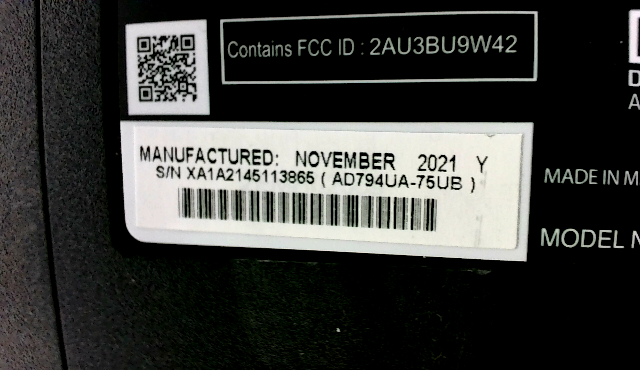 Contains FCC ID : 2AU3BU9W42
MANUFACTURED: NOVEMBER 2021 Y
S/N XA1A2145113865 ( AD794UA-75UB )
MADE IN M
MODEL N